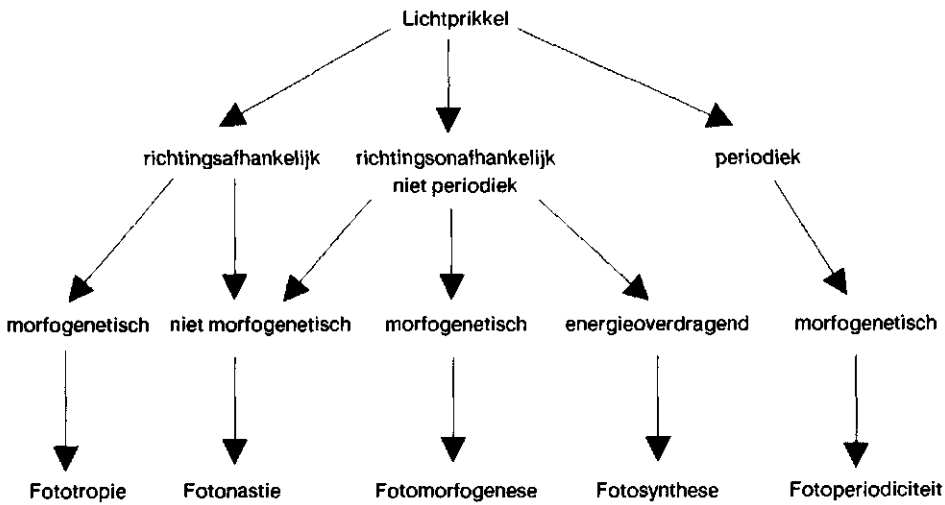 Lichtprikkel
richtingsafhankelijk richtingsonafhankelijk periodiek
niet periodiek
morfogenetisch niet morfogenetisch morfogenetisch energieoverdragend morfogenetisch
Fototropie Fotonastie Fotomorfogenese Fotosynthese Fotoperiodiciteit